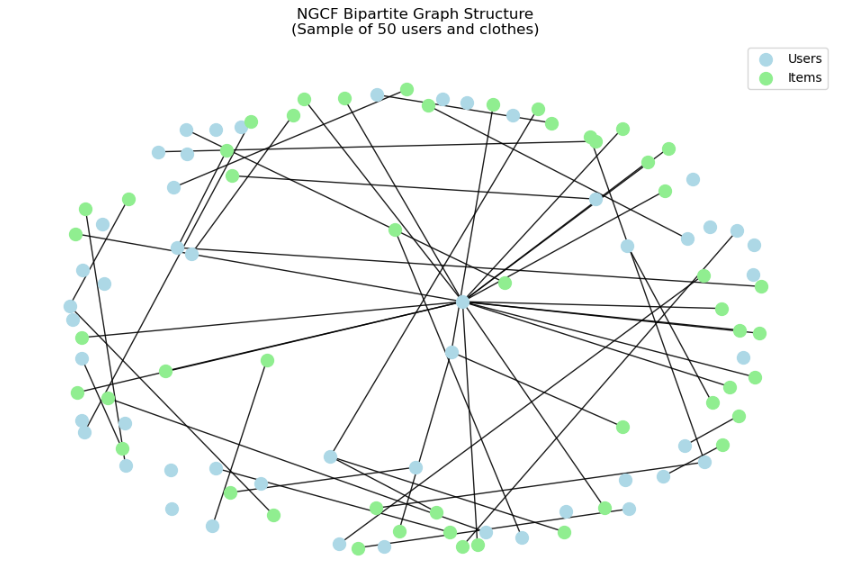 NGCF Bipartite Graph Structure
(Sample of 50 users and clothes)
Users
Items